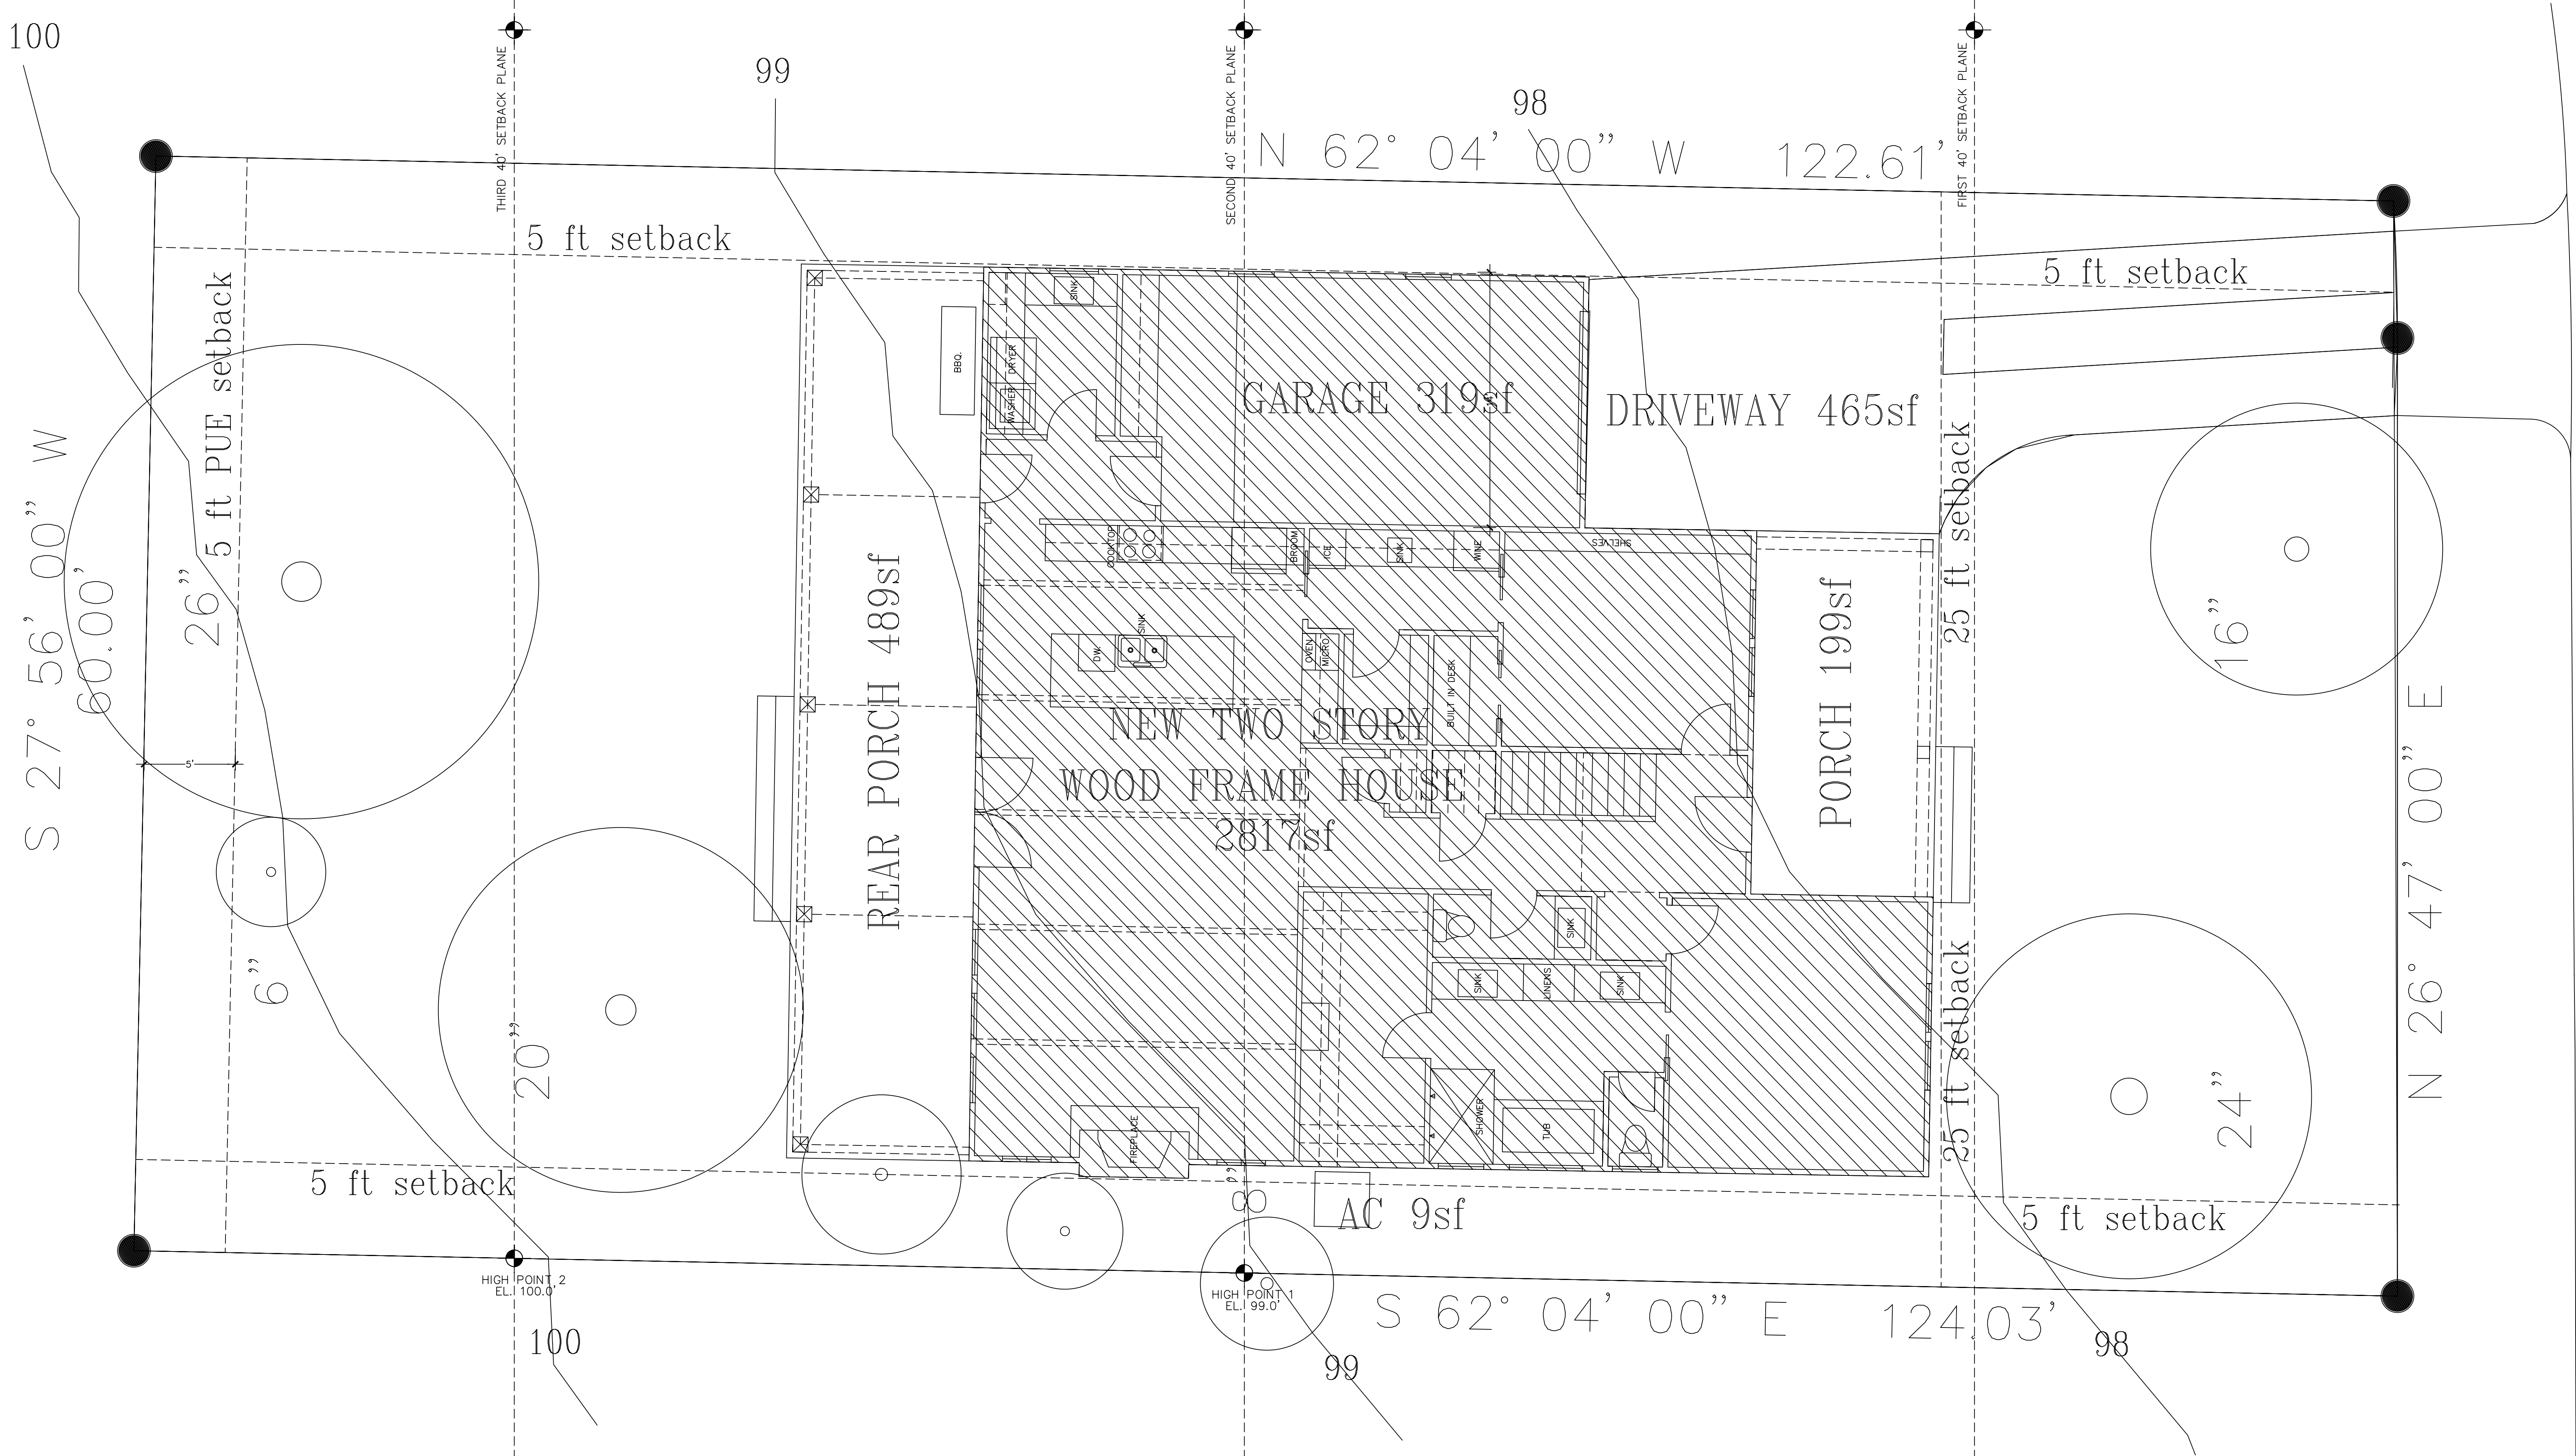 100
THIRD 40' SETBACK PLANE
99
SECOND 40' SETBACK PLANE
98
FIRST 40' SETBACK PLANE
N 62° 04' 00" W 122.61'
5 ft setback
5 ft setback
5 ft PUE setback
S 27° 56' 00" W
60.00'
26"
5'
6"
20"
5 ft setback
HIGH POINT 2
EL. 100.0'
100
REAR PORCH 489sf
BBQ.
SINK
DRYER
WASHER
GARAGE 319sf
DRIVEWAY 465sf
COOKTOP
BROOM
ICE
SINK
WINE
SHELVES
DW.
SINK
OVEN
MICRO.
BUILT IN DESK
NEW TWO STORY
WOOD FRAME HOUSE
2817sf
PORCH 199sf
25 ft setback
25 ft setback
16"
24"
N 26° 47' 00" E
SINK
SINK
LINENS
SINK
FIREPLACE
SHOWER
TUB
8"
AC 9sf
5 ft setback
HIGH POINT 1
EL. 99.0'
S 62° 04' 00" E 124.03'
99
98